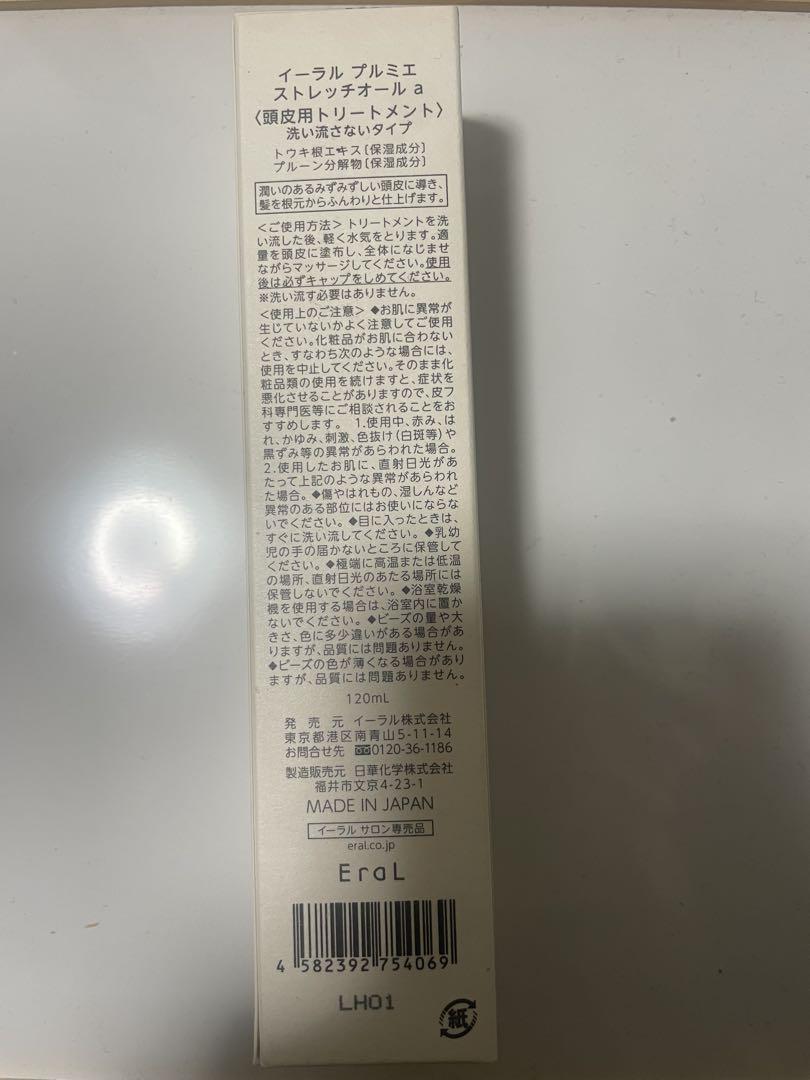 イーラル プルミエ
ストレッチオール a
〈頭皮用トリートメント〉
洗い流さないタイプ
トウキ根エキス〔保湿成分〕
プルーン分解物〔保湿成分〕
潤いのあるみずみずしい頭皮に導き、
髪を根元からふんわりと仕上げます。
＜ご使用方法＞ トリートメントを洗
い流した後、軽く水気をとります。適
量を頭皮に塗布し、全体になじませ
ながらマッサージしてください。使用
後は必ずキャップをしめてください。
※洗い流す必要はありません。
＜使用上のご注意＞ ◆お肌に異常が
生じていないかよく注意してご使用
ください。化粧品がお肌に合わない
とき、すなわち次のような場合には、
使用を中止してください。そのまま化
粧品類の使用を続けますと、症状を
悪化させることがありますので、皮フ
科専門医等にご相談されることをお
すすめします。 1.使用中、赤み、は
れ、かゆみ、刺激、色抜け(白斑等)や
黒ずみ等の異常があらわれた場合。
2.使用したお肌に、直射日光があ
たって上記のような異常があらわれ
た場合。◆傷やはれもの、湿しんなど
異常のある部位にはお使いにならな
いでください。◆目に入ったときは、
すぐに洗い流してください。◆乳幼
児の手の届かないところに保管して
ください。◆極端に高温または低温
の場所、直射日光のあたる場所には
保管しないでください。◆浴室乾燥
機を使用する場合は、浴室内に置か
ないでください。◆ビーズの量や大
きさ、色に多少違いがある場合があ
りますが、品質には問題ありません。
◆ビーズの色が薄くなる場合があり
ますが、品質には問題ありません。
120mL
発 売 元 イーラル株式会社
東京都港区南青山5-11-14
お問合せ先 0120-36-1186
製造販売元 日華化学株式会社
福井市文京4-23-1
MADE IN JAPAN
イーラル サロン専売品
eral.co.jp
EraL
4 582392 754069
LH01
紙